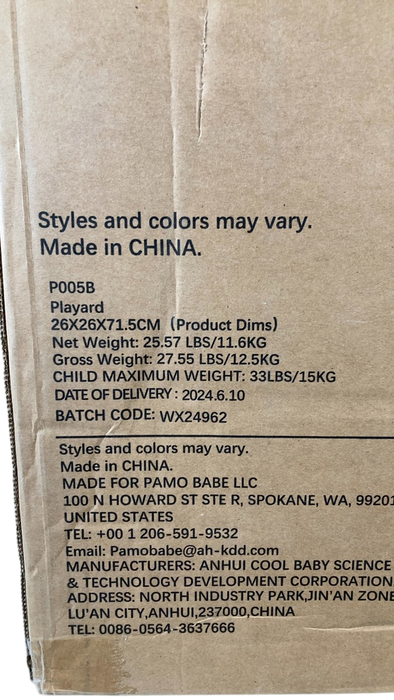 Styles and colors may vary.
Made in CHINA.
P005B
Playard
26X26X71.5CM (Product Dims)
Net Weight: 25.57 LBS/11.6KG
Gross Weight: 27.55 LBS/12.5KG
CHILD MAXIMUM WEIGHT: 33LBS/15KG
DATE OF DELIVERY : 2024.6.10
BATCH CODE: WX24962
Styles and colors may vary.
Made in CHINA.
MADE FOR PAMO BABE LLC
100 N HOWARD ST STE R, SPOKANE, WA, 99201
UNITED STATES
TEL: +00 1 206-591-9532
Email: Pamobabe@ah-kdd.com
MANUFACTURERS: ANHUI COOL BABY SCIENCE
& TECHNOLOGY DEVELOPMENT CORPORATION
ADDRESS: NORTH INDUSTRY PARK,JIN'AN ZONE
LU'AN CITY,ANHUI,237000,CHINA
TEL: 0086-0564-3637666